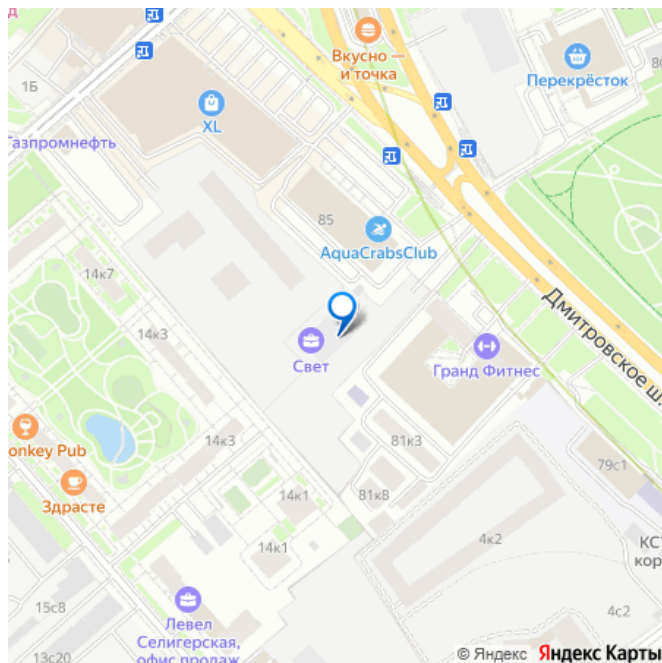 Вкусно —
и точка
Перекрёсток
1Б
XL
Газпромнефть
85
AquaCrabsClub
14к7
Дмитровское ш.
14к3
Свет
Гранд Фитнес
onkey Pub
14к3
81к3
79с1
Здрасте
14к1
81к8
4к2
14к1
КС
кор
15с8
Левел
Селигерская,
офис продаж
4с2
13с20
© Яндекс Яндекс Карты